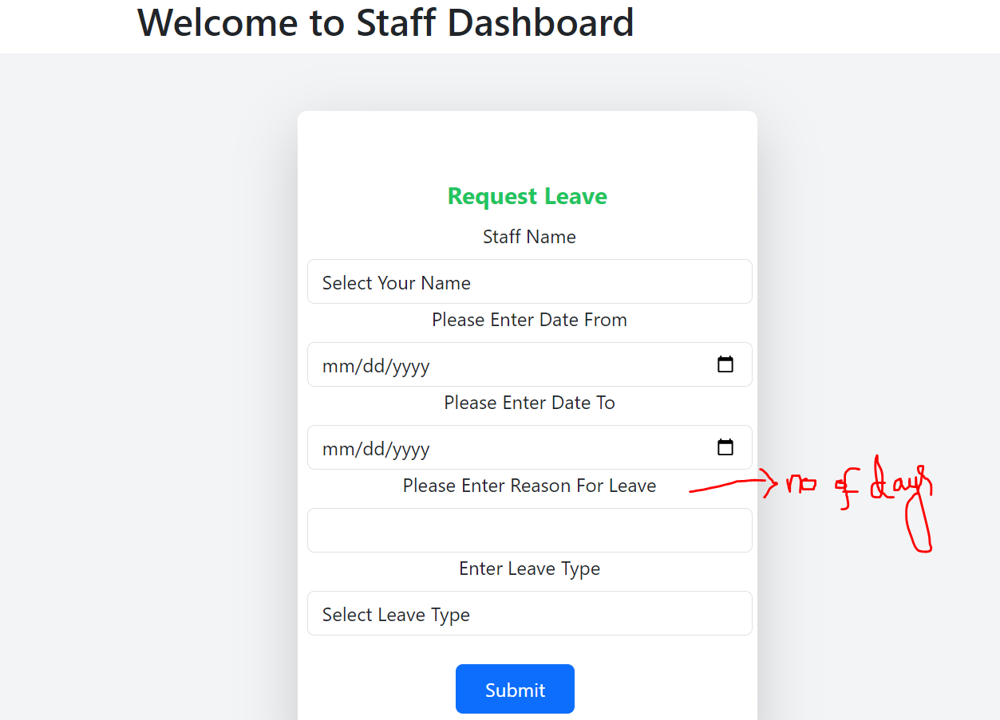 Welcome to Staff Dashboard
Request Leave
Staff Name
Select Your Name
Please Enter Date From
mm/dd/yyyy
Please Enter Date To
mm/dd/yyyy
Please Enter Reason For Leave
no of days
Enter Leave Type
Select Leave Type
Submit